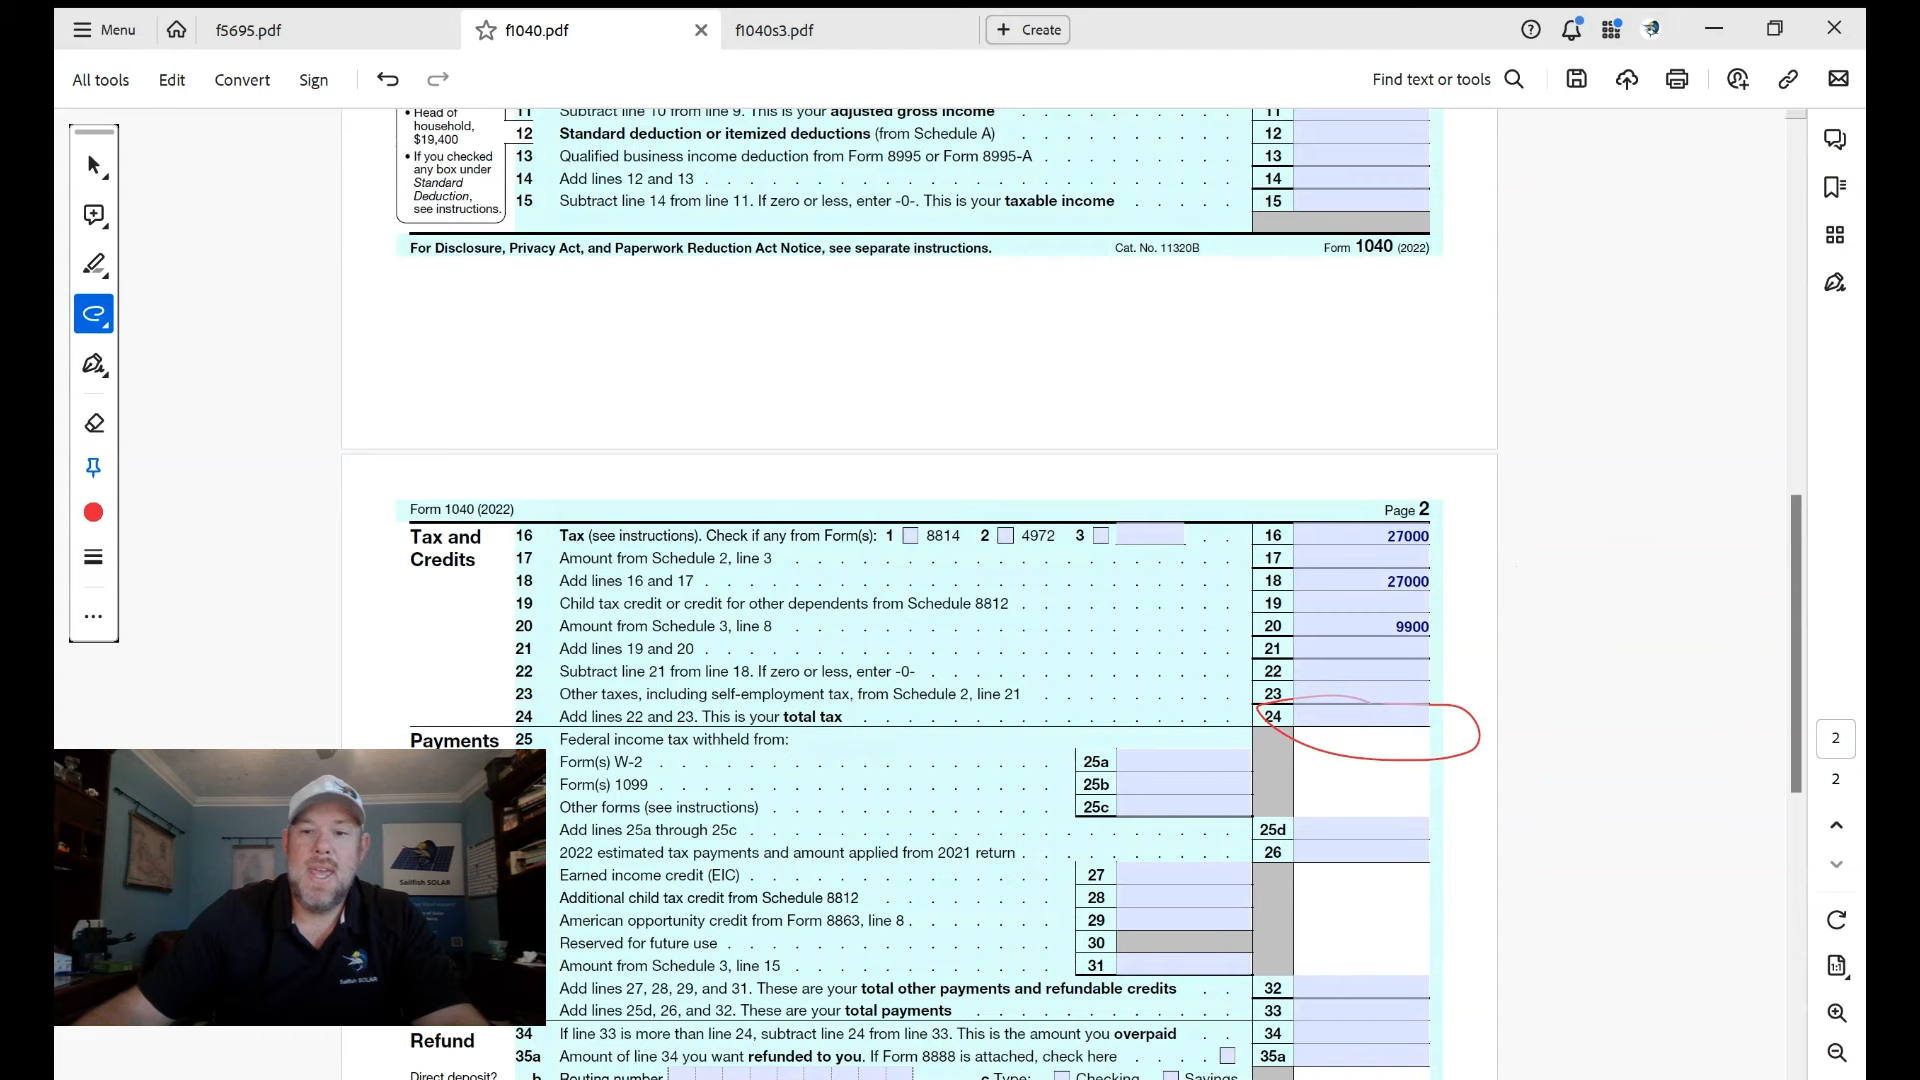 Menu
f5695.pdf
f1040.pdf
f1040s3.pdf
Create
All tools
Edit
Convert
Sign
Find text or tools
• Head of
household,
$19,400
• If you checked
any box under
Standard
Deduction,
see instructions.
11 Subtract line 10 from line 9. This is your adjusted gross income . . . . . . . . . . 11
12 Standard deduction or itemized deductions (from Schedule A) . . . . . . . . . . 12
13 Qualified business income deduction from Form 8995 or Form 8995-A . . . . . . . . . 13
14 Add lines 12 and 13 . . . . . . . . . . . . . . . . . . . . . . . . 14
15 Subtract line 14 from line 11. If zero or less, enter -0-. This is your taxable income . . . . . 15
For Disclosure, Privacy Act, and Paperwork Reduction Act Notice, see separate instructions. Cat. No. 11320B Form 1040 (2022)
Form 1040 (2022) Page 2
Tax and
Credits
16 Tax (see instructions). Check if any from Form(s): 1 8814 2 4972 3 . . 16 27000
17 Amount from Schedule 2, line 3 . . . . . . . . . . . . . . . . . . . . 17
18 Add lines 16 and 17 . . . . . . . . . . . . . . . . . . . . . . . . 18 27000
19 Child tax credit or credit for other dependents from Schedule 8812 . . . . . . . . . . 19
20 Amount from Schedule 3, line 8 . . . . . . . . . . . . . . . . . . . . 20 9900
21 Add lines 19 and 20 . . . . . . . . . . . . . . . . . . . . . . . . 21
22 Subtract line 21 from line 18. If zero or less, enter -0- . . . . . . . . . . . . . . 22
23 Other taxes, including self-employment tax, from Schedule 2, line 21 . . . . . . . . . . 23
24 Add lines 22 and 23. This is your total tax . . . . . . . . . . . . . . . . . 24
Payments
25 Federal income tax withheld from:
Form(s) W-2 . . . . . . . . . . . . . . . . . . 25a
Form(s) 1099 . . . . . . . . . . . . . . . . . . 25b
Other forms (see instructions) . . . . . . . . . . . . . 25c
Add lines 25a through 25c . . . . . . . . . . . . . . . . . . . . . . 25d
2022 estimated tax payments and amount applied from 2021 return . . . . . . . . . . 26
Earned income credit (EIC) . . . . . . . . . . . . . . 27
Additional child tax credit from Schedule 8812 . . . . . . . . 28
American opportunity credit from Form 8863, line 8 . . . . . . . 29
Reserved for future use . . . . . . . . . . . . . . . 30
Amount from Schedule 3, line 15 . . . . . . . . . . . . 31
Add lines 27, 28, 29, and 31. These are your total other payments and refundable credits . . 32
Add lines 25d, 26, and 32. These are your total payments . . . . . . . . . . . . 33
Refund
34 If line 33 is more than line 24, subtract line 24 from line 33. This is the amount you overpaid . . 34
35a Amount of line 34 you want refunded to you. If Form 8888 is attached, check here . . . . 35a
Direct deposit?
b Routing number
c Type: Checking Savings
2
2
Sailfish SOLAR
Sailfish SOLAR